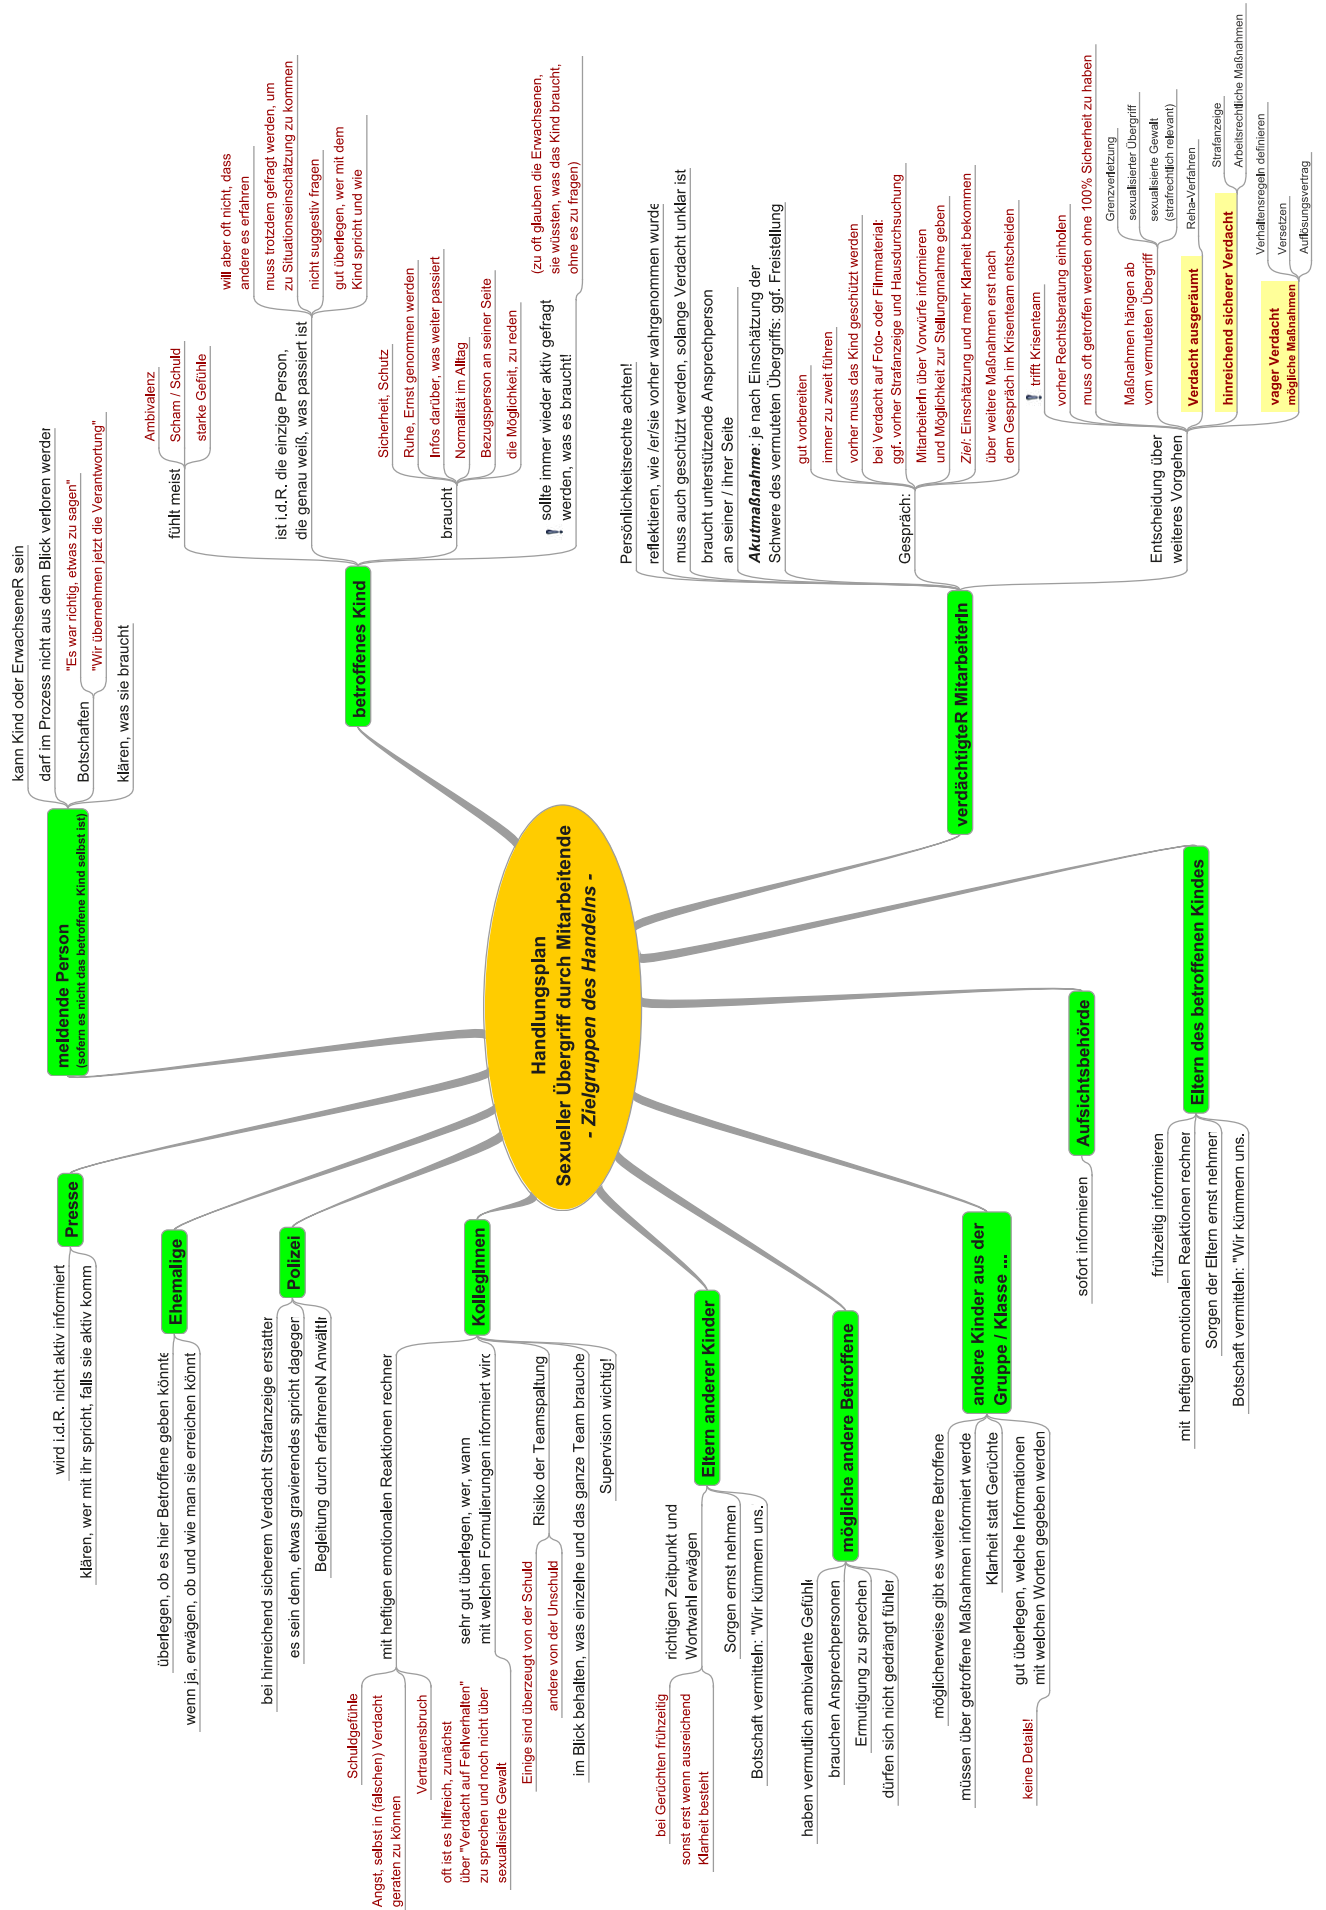 Handlungsplan
Sexueller Übergriff durch Mitarbeitende
- Zielgruppen des Handelns -
meldende Person
(sofern es nicht das betroffene Kind selbst ist)
kann Kind oder ErwachseneR sein
darf im Prozess nicht aus dem Blick verloren werder
Botschaften
"Es war richtig, etwas zu sagen"
"Wir übernehmen jetzt die Verantwortung"
klären, was sie braucht
betroffenes Kind
fühlt meist
Ambivalenz
Scham / Schuld
starke Gefühle
ist i.d.R. die einzige Person,
die genau weiß, was passiert ist
will aber oft nicht, dass
andere es erfahren
muss trotzdem gefragt werden, um
zu Situationseinschätzung zu kommen
nicht suggestiv fragen
gut überlegen, wer mit dem
Kind spricht und wie
braucht
Sicherheit, Schutz
Ruhe, Ernst genommen werden
Infos darüber, was weiter passiert
Normalität im Alltag
Bezugsperson an seiner Seite
die Möglichkeit, zu reden
sollte immer wieder aktiv gefragt
werden, was es braucht!
(zu oft glauben die Erwachsenen,
sie wüssten, was das Kind braucht,
ohne es zu fragen)
verdächtigteR MitarbeiterIn
Persönlichkeitsrechte achten!
reflektieren, wie /er/sie vorher wahrgenommen wurde
muss auch geschützt werden, solange Verdacht unklar ist
braucht unterstützende Ansprechperson
an seiner / ihrer Seite
Akutmaßnahme: je nach Einschätzung der
Schwere des vermuteten Übergriffs: ggf. Freistellung
Gespräch:
gut vorbereiten
immer zu zweit führen
vorher muss das Kind geschützt werden
bei Verdacht auf Foto- oder Filmmaterial:
ggf. vorher Strafanzeige und Hausdurchsuchung
MitarbeiterIn über Vorwürfe informieren
und Möglichkeit zur Stellungnnahme geben
Ziel: Einschätzung und mehr Klarheit bekommen
über weitere Maßnahmen erst nach
dem Gespräch im Krisenteam entscheiden
Entscheidung über
weiteres Vorgehen
trifft Krisenteam
vorher Rechtsberatung einholen
muss oft getroffen werden ohne 100% Sicherheit zu haben
Maßnahmen hängen ab
vom vermuteten Übergriff
Grenzverletzung
sexualisierter Übergriff
sexualisierte Gewalt
(strafrechtlich relevant)
Verdacht ausgeräumt
Reha-Verfahren
hinreichend sicherer Verdacht
Strafanzeige
Arbeitsrechtliche Maßnahmen
vager Verdacht
mögliche Maßnahmen
Verhaltensregeln definieren
Versetzen
Auflösungsvertrag
Eltern des betroffenen Kindes
frühzeitig informieren
mit heftigen emotionalen Reaktionen rechner
Sorgen der Eltern ernst nehmer
Botschaft vermitteln: "Wir kümmern uns.
Aufsichtsbehörde
sofort informieren
andere Kinder aus der
Gruppe / Klasse ...
möglicherweise gibt es weitere Betroffene
müssen über getroffene Maßnahmen informiert werde
Klarheit statt Gerüchte
gut überlegen, welche Informationen
mit welchen Worten gegeben werden
keine Details!
mögliche andere Betroffene
haben vermutlich ambivalente Gefühle
brauchen Ansprechpersonen
Ermutigung zu sprechen
dürfen sich nicht gedrängt fühler
Eltern anderer Kinder
richtigen Zeitpunkt und
Wortwahl erwägen
bei Gerüchten frühzeitig
sonst erst wenn ausreichend
Klarheit besteht
Sorgen ernst nehmen
Botschaft vermitteln: "Wir kümmern uns.
KollegInnen
mit heftigen emotionalen Reaktionen rechner
Schuldgefühle
Angst, selbst in (falschen) Verdacht
geraten zu können
Vertrauensbruch
sehr gut überlegen, wer, wann
mit welchen Formulierungen informiert wird
oft ist es hilfreich, zunächst
über "Verdacht auf Fehlverhalten"
zu sprechen und noch nicht über
sexualisierte Gewalt
Risiko der Teamspaltung
Einige sind überzeugt von der Schuld
andere von der Unschuld
im Blick behalten, was einzelne und das ganze Team brauche
Supervision wichtig!
Polizei
bei hinreichend sicherem Verdacht Strafanzeige erstatter
es sein denn, etwas gravierendes spricht dageger
Begleitung durch erfahreneN AnwältIr
Ehemalige
überlegen, ob es hier Betroffene geben könnte
wenn ja, erwägen, ob und wie man sie erreichen könnt
Presse
wird i.d.R. nicht aktiv informiert
klären, wer mit ihr spricht, falls sie aktiv komm